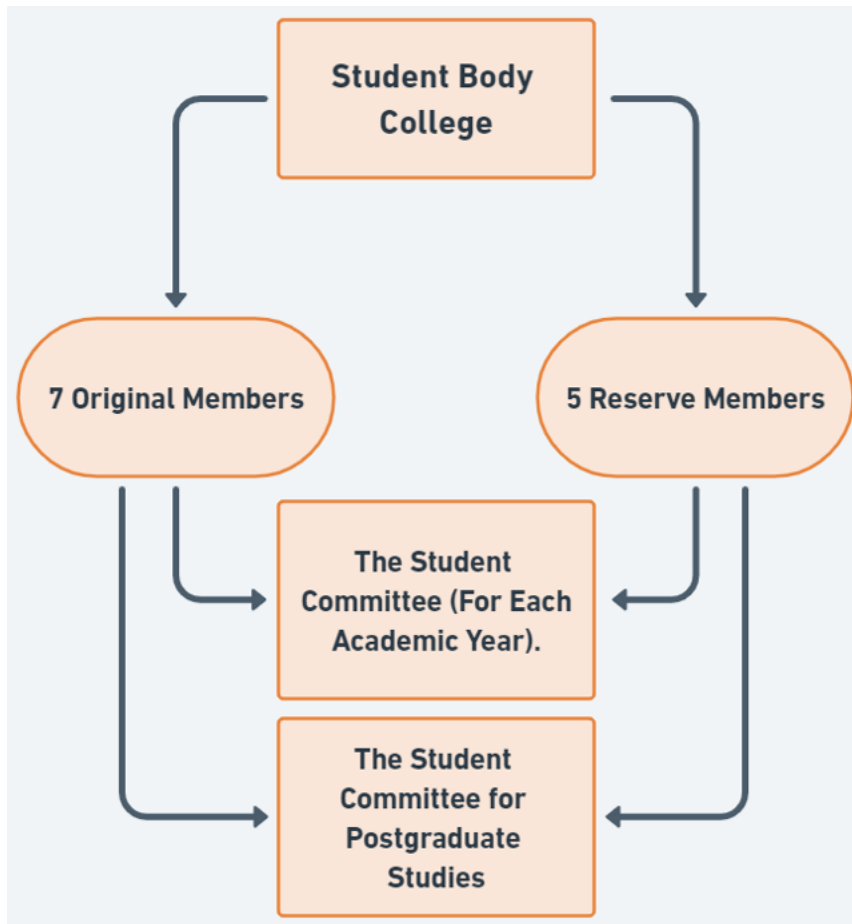 Student Body
College
7 Original Members
5 Reserve Members
The Student
Committee (For Each
Academic Year).
The Student
Committee for
Postgraduate
Studies